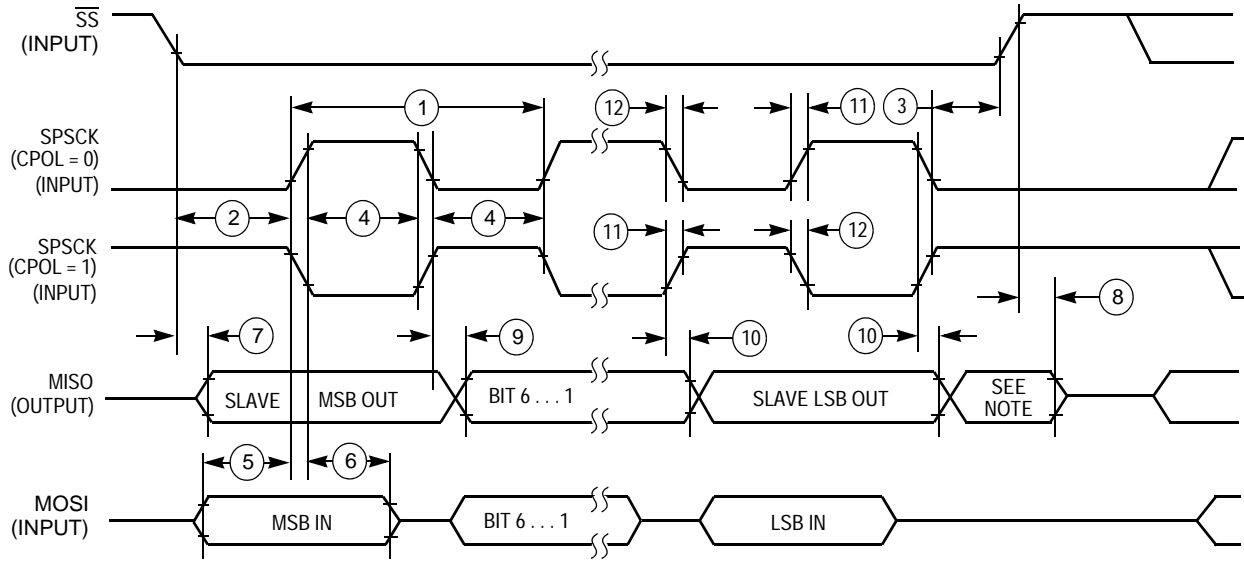 SS
(INPUT)
1
12
11
3
SPSCK
(CPOL = 0)
(INPUT)
2
4
4
SPSCK
(CPOL = 1)
(INPUT)
11
12
7
9
10
10
8
MISO
(OUTPUT)
SLAVE
MSB OUT
BIT 6 . . . 1
SLAVE LSB OUT
SEE
NOTE
5
6
MOSI
(INPUT)
MSB IN
BIT 6 . . . 1
LSB IN